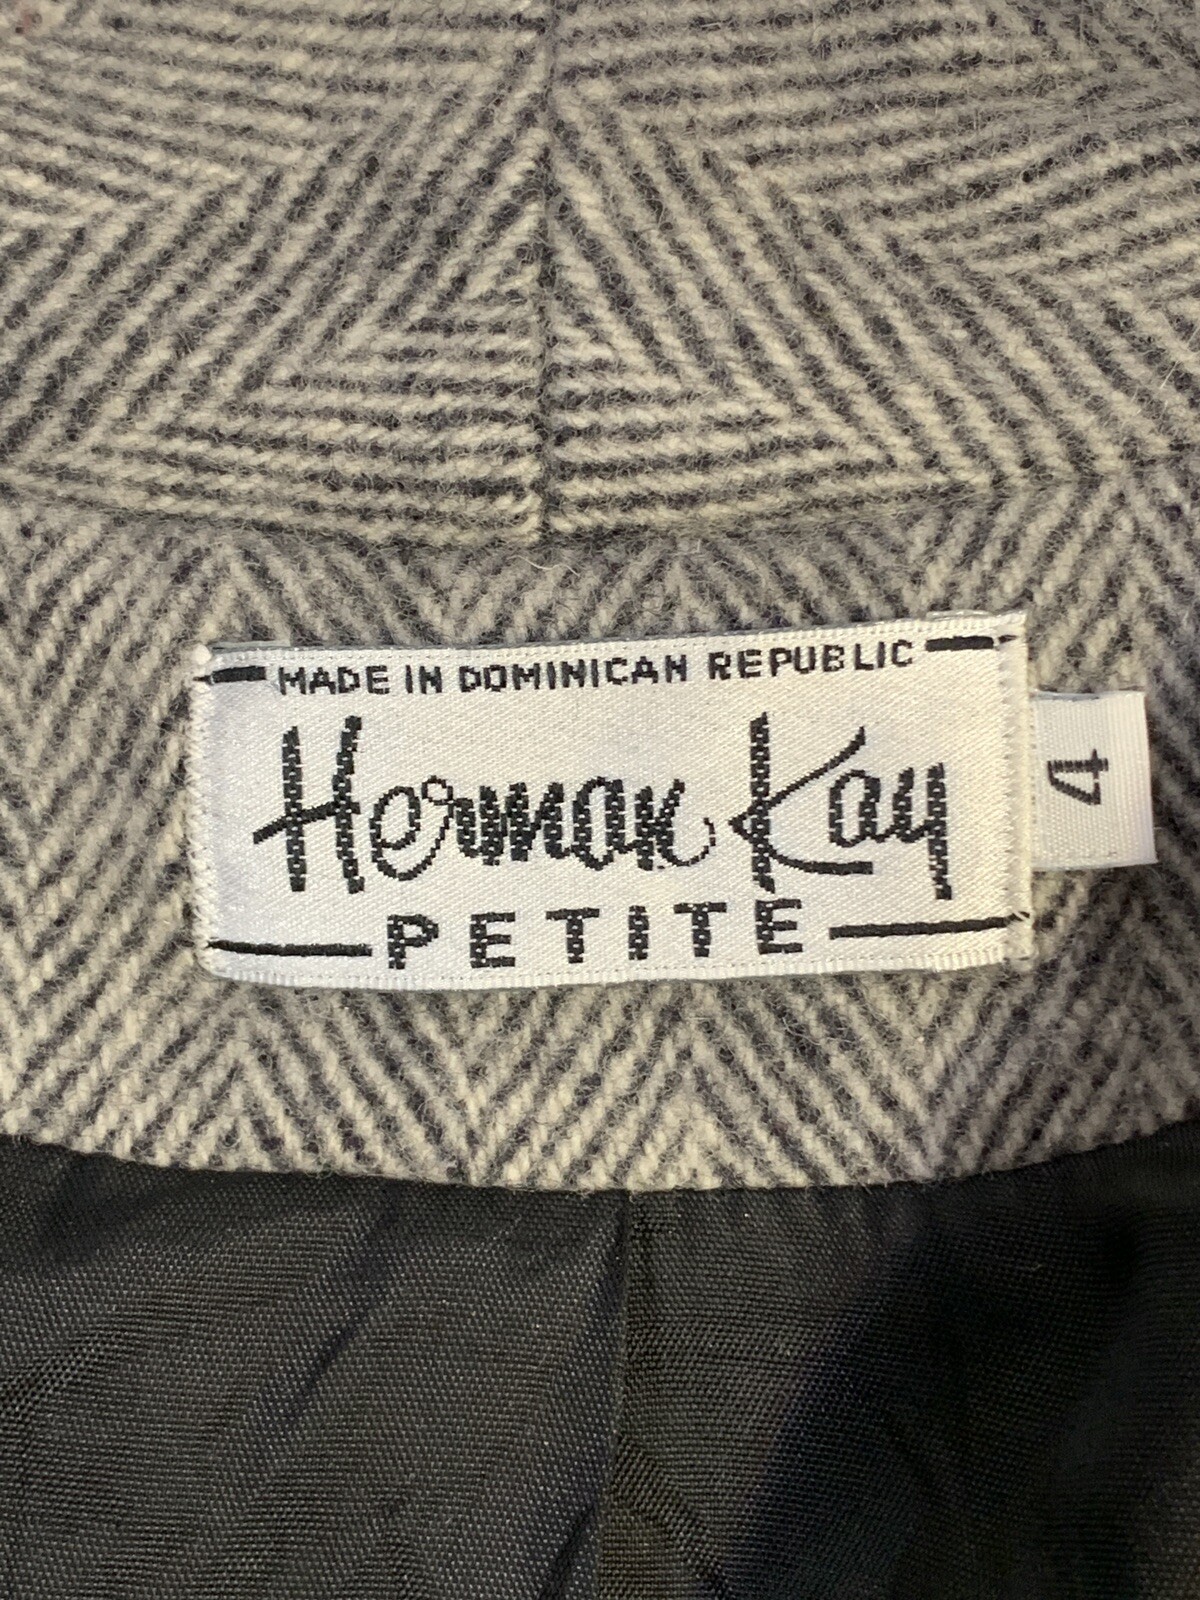 MADE IN DOMINICAN REPUBLIC
Herman Kay
PETITE
4